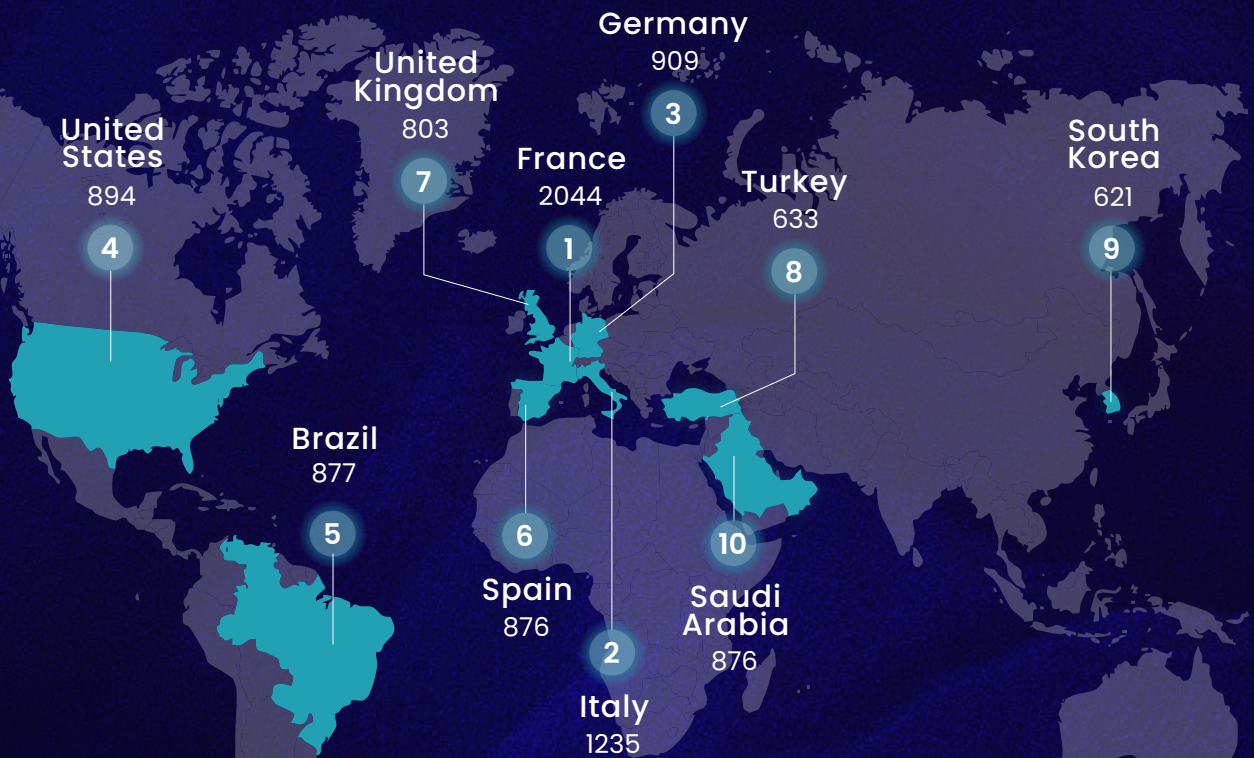 Germany
909
3
United
Kingdom
803
7
United
States
894
4
France
2044
1
Turkey
633
8
South
Korea
621
9
Brazil
877
5
6
Spain
876
10
Saudi
Arabia
876
2
Italy
1235